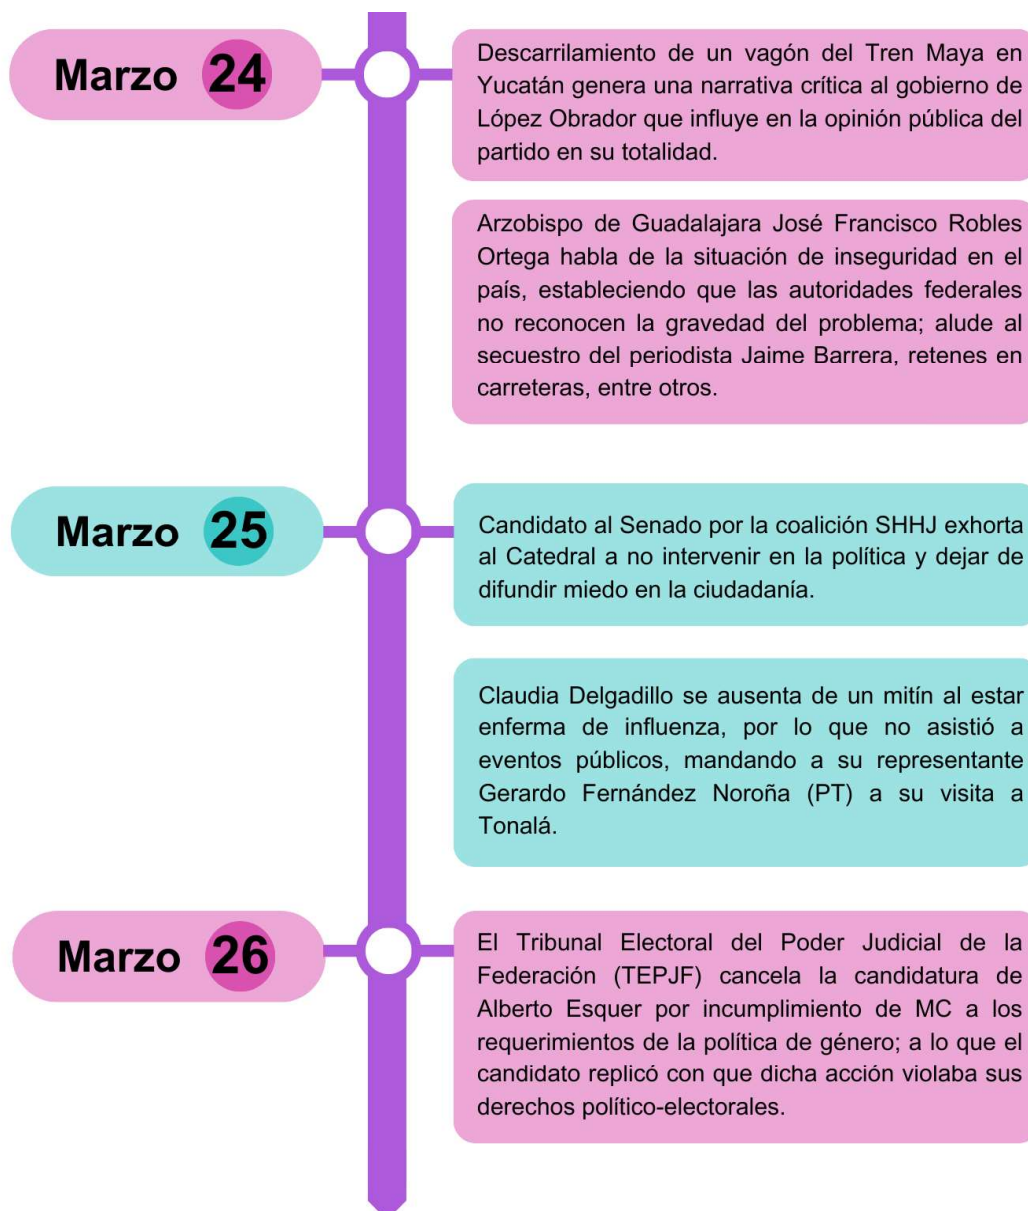 Marzo 24
Descarrilamiento de un vagón del Tren Maya en
Yucatán genera una narrativa crítica al gobierno de
López Obrador que influye en la opinión pública del
partido en su totalidad.
Arzobispo de Guadalajara José Francisco Robles
Ortega habla de la situación de inseguridad en el
país, estableciendo que las autoridades federales
no reconocen la gravedad del problema; alude al
secuestro del periodista Jaime Barrera, retenes en
carreteras, entre otros.
Marzo 25
Candidato al Senado por la coalición SHHJ exhorta
al Catedral a no intervenir en la política y dejar de
difundir miedo en la ciudadanía.
Claudia Delgadillo se ausenta de un mitín al estar
enferma de influenza, por lo que no asistió a
eventos públicos, mandando a su representante
Gerardo Fernández Noroña (PT) a su visita a
Tonalá.
Marzo 26
El Tribunal Electoral del Poder Judicial de la
Federación (TEPJF) cancela la candidatura de
Alberto Esquer por incumplimiento de MC a los
requerimientos de la política de género; a lo que el
candidato replicó con que dicha acción violaba sus
derechos político-electorales.